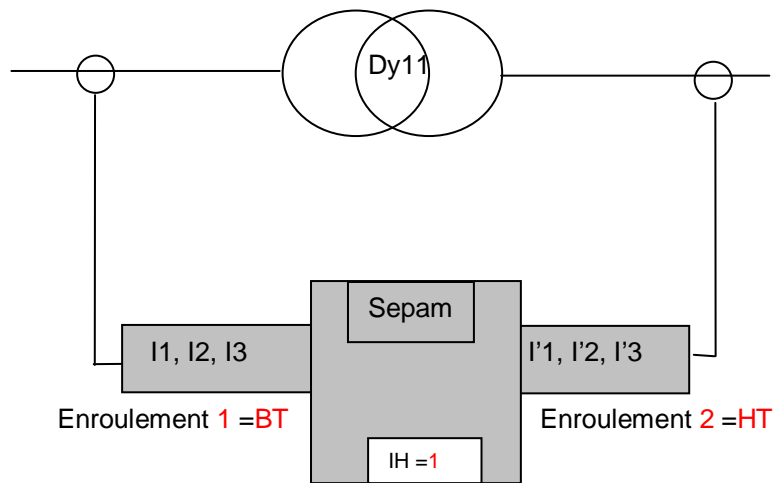 Dy11
Sepam
I1, I2, I3
I'1, I'2, I'3
Enroulement 1 =BT
Enroulement 2 =HT
IH =1